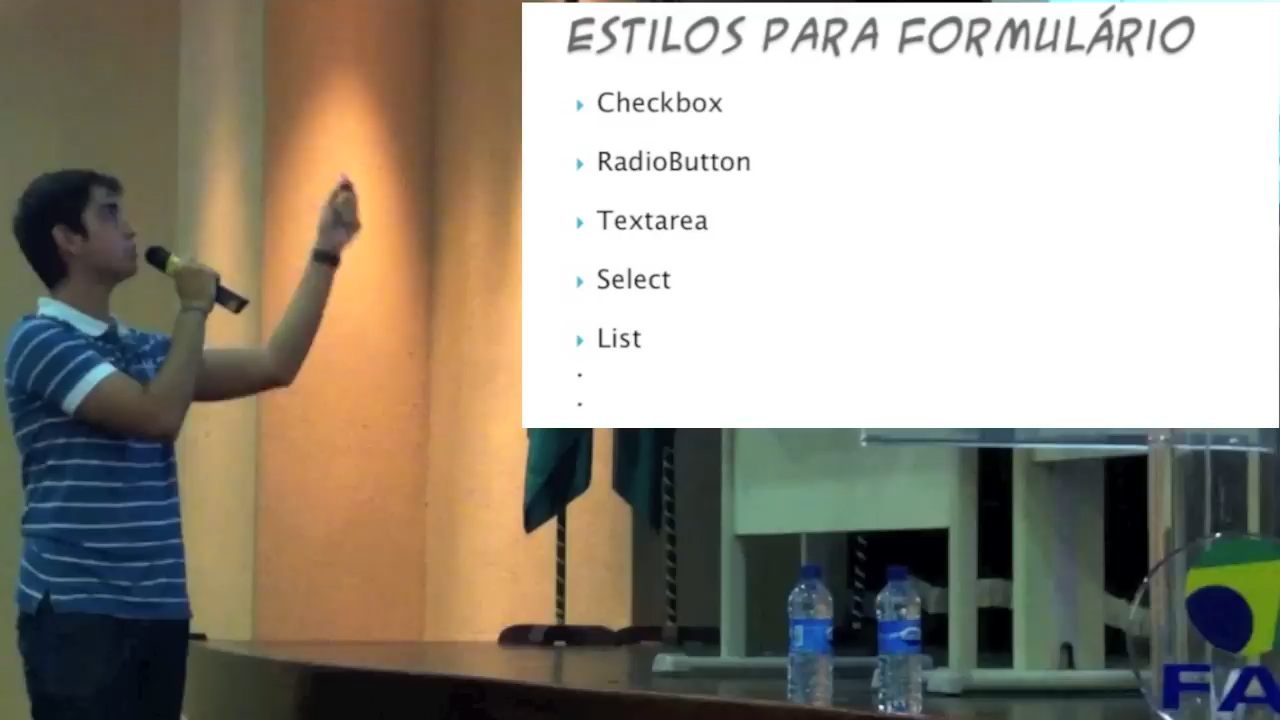 ESTILOS PARA FORMULÁRIO
Checkbox
RadioButton
Textarea
Select
List
.
.
FA